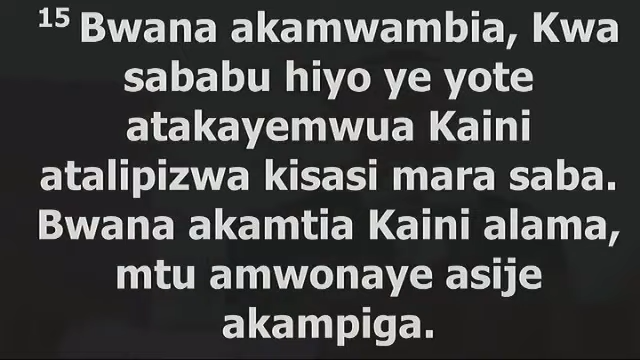 15 Bwana akamwambia, Kwa
sababu hiyo ye yote
atakayemwua Kaini
atalipizwa kisasi mara saba.
Bwana akamtia Kaini alama,
mtu amwonaye asije
akampiga.